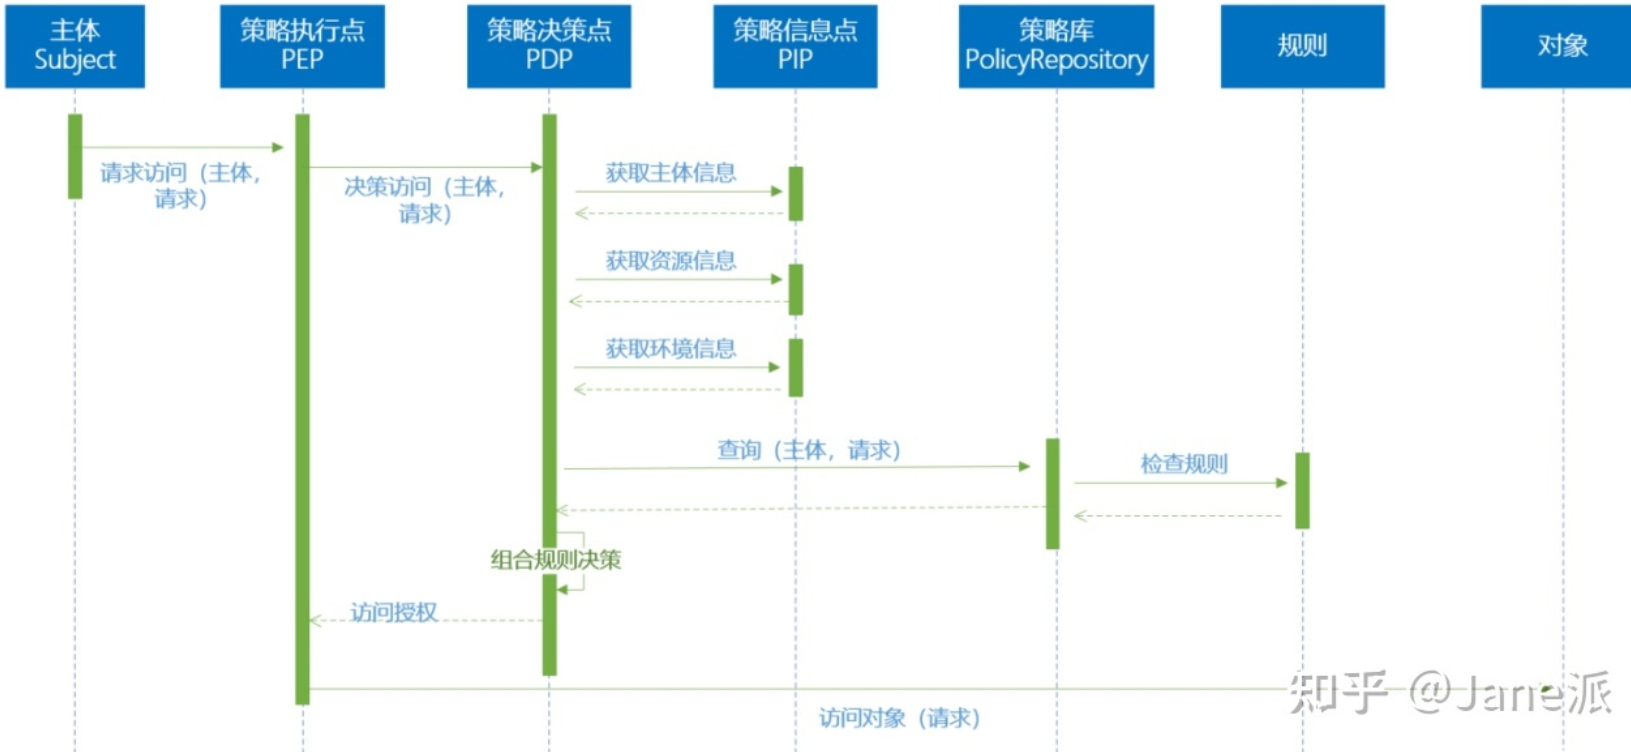 主体
Subject
策略执行点
PEP
策略决策点
PDP
策略信息点
PIP
策略库
PolicyRepository
规则
对象
请求访问（主体，
请求）
决策访问（主体，
请求）
获取主体信息
获取资源信息
获取环境信息
查询（主体，请求）
检查规则
组合规则决策
访问授权
访问对象（请求）
知乎 @Jane派